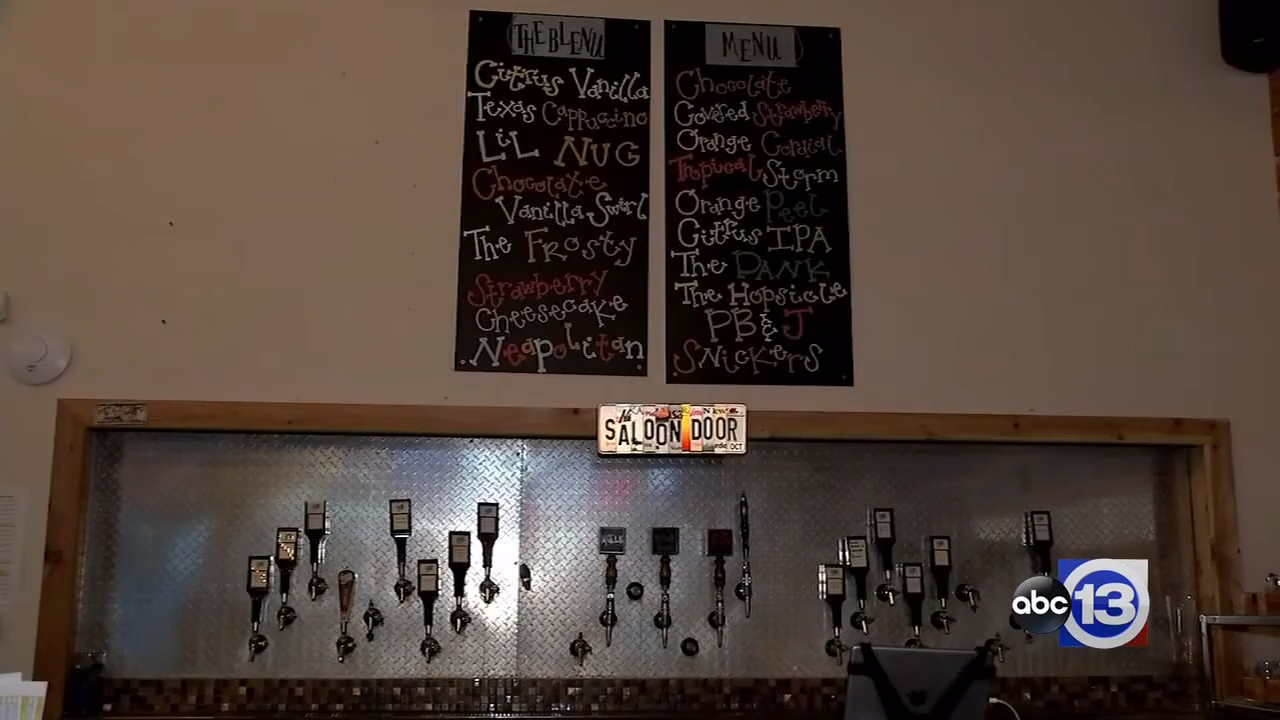 THE BLENU
Citrus Vanilla
Texas Cappuccino
LiL NUG
Chocolate
Vanilla Swirl
The Frosty
Strawberry
Cheesecake
Neapolitan
MENU
Chocolate
Covered Strawberry
Orange Cordial
Tropical Storm
Orange Peel
Citrus IPA
The DANK
The Hopsicle
PB & J
SNickers
SALOON DOOR
OCT
abc 13